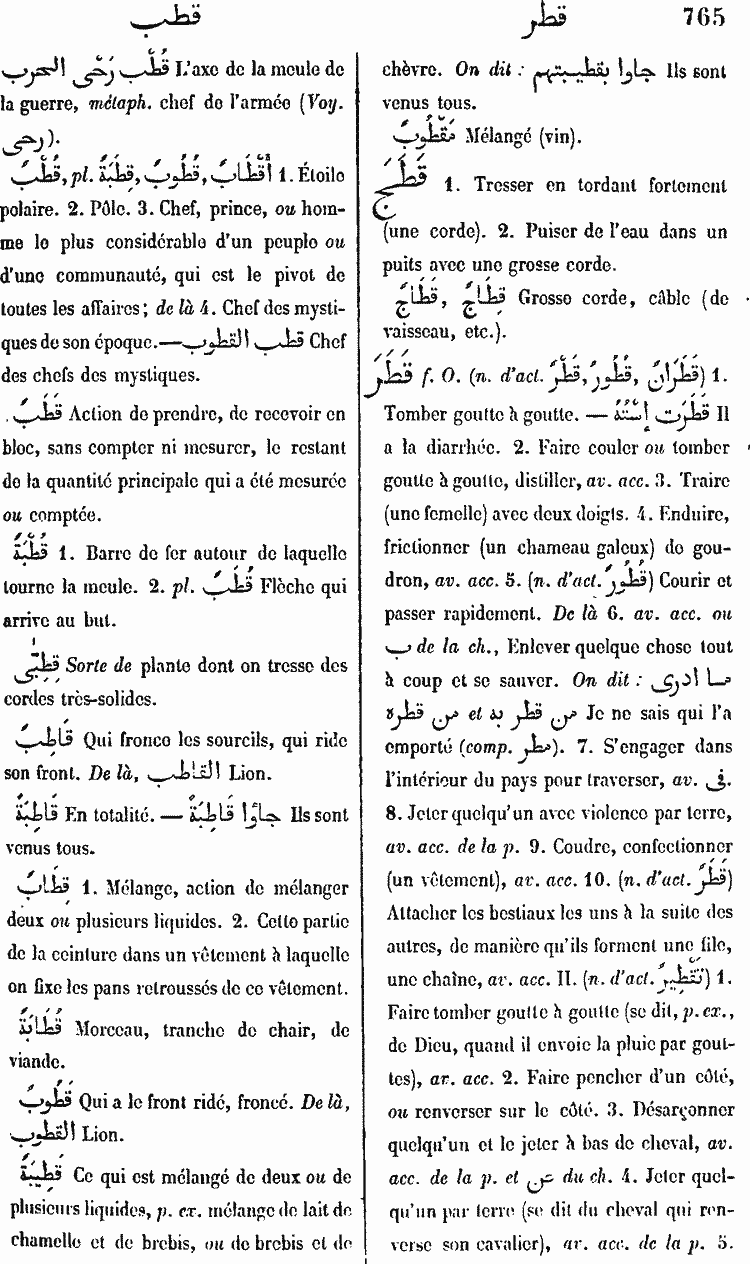 قطب
قطر
765
قُطْبُ رَحَى الحرب L'axe de la meule de
la guerre, métaph. chef de l'armée (Voy.
رحى).
قُطْبٌ, pl. قِطَبَةٌ, قُطُوبٌ, أَقْطَابٌ 1. Étoile
polaire. 2. Pôle. 3. Chef, prince, ou hom-
me le plus considérable d'un peuple ou
d'une communauté, qui est le pivot de
toutes les affaires; de là 4. Chef des mysti-
ques de son époque.—قطب القطوب Chef
des chefs des mystiques.
قَطَبٌ Action de prendre, de recevoir en
bloc, sans compter ni mesurer, le restant
de la quantité principale qui a été mesurée
ou comptée.
قُطْبَةٌ 1. Barre de fer autour de laquelle
tourne la meule. 2. pl. قُطَبٌ Flèche qui
arrive au but.
قِطِبَّى Sorte de plante dont on tresse des
cordes très-solides.
قَاطِبٌ Qui fronce les sourcils, qui ride
son front. De là, القاطب Lion.
قَاطِبَةٌ En totalité. — جاؤا قَاطِبَةً Ils sont
venus tous.
قِطَابٌ 1. Mélange, action de mélanger
deux ou plusieurs liquides. 2. Cette partie
de la ceinture dans un vêtement à laquelle
on fixe les pans retroussés de ce vêtement.
قُطَابَةٌ Morceau, tranche de chair, de
viande.
قَطُوبٌ Qui a le front ridé, froncé. De là,
القطوب Lion.
قَطِيبَةٌ Ce qui est mélangé de deux ou de
plusieurs liquides, p. ex. mélange de lait de
chamelle et de brebis, ou de brebis et de
chèvre. On dit : جاوا بقطيبتهم Ils sont
venus tous.
مَقْطُوبٌ Mélangé (vin).
قَطَجَ 1. Tresser en tordant fortement
(une corde). 2. Puiser de l'eau dans un
puits avec une grosse corde.
قَطَاجٌ, قِطَاجٌ Grosse corde, câble (de
vaisseau, etc.).
قَطَرَ f. O. (n. d'act. قَطْرٌ, قُطُورٌ, قَطَرَانٌ) 1.
Tomber goutte à goutte. — قَطَرَت إِسْتُهُ Il
a la diarrhée. 2. Faire couler ou tomber
goutte à goutte, distiller, av. acc. 3. Traire
(une femelle) avec deux doigts. 4. Enduire,
frictionner (un chameau galeux) de gou-
dron, av. acc. 5. (n. d'act. قُطُورٌ) Courir et
passer rapidement. De là 6. av. acc. ou
ب de la ch., Enlever quelque chose tout
à coup et se sauver. On dit : ما ادرى
من قطره et من قطر به Je ne sais qui l'a
emporté (comp. مطر). 7. S'engager dans
l'intérieur du pays pour traverser, av. فى.
8. Jeter quelqu'un avec violence par terre,
av. acc. de la p. 9. Coudre, confectionner
(un vêtement), av. acc. 10. (n. d'act. قَطْرٌ)
Attacher les bestiaux les uns à la suite des
autres, de manière qu'ils forment une file,
une chaîne, av. acc. II. (n. d'act. تَقْطِيرٌ) 1.
Faire tomber goutte à goutte (se dit, p. ex.,
de Dieu, quand il envoie la pluie par gout-
tes), av. acc. 2. Faire pencher d'un côté,
ou renverser sur le côté. 3. Désarçonner
quelqu'un et le jeter à bas de cheval, av.
acc. de la p. et عن du ch. 4. Jeter quel-
qu'un par terre (se dit du cheval qui ren-
verse son cavalier), av. acc. de la p. 5.